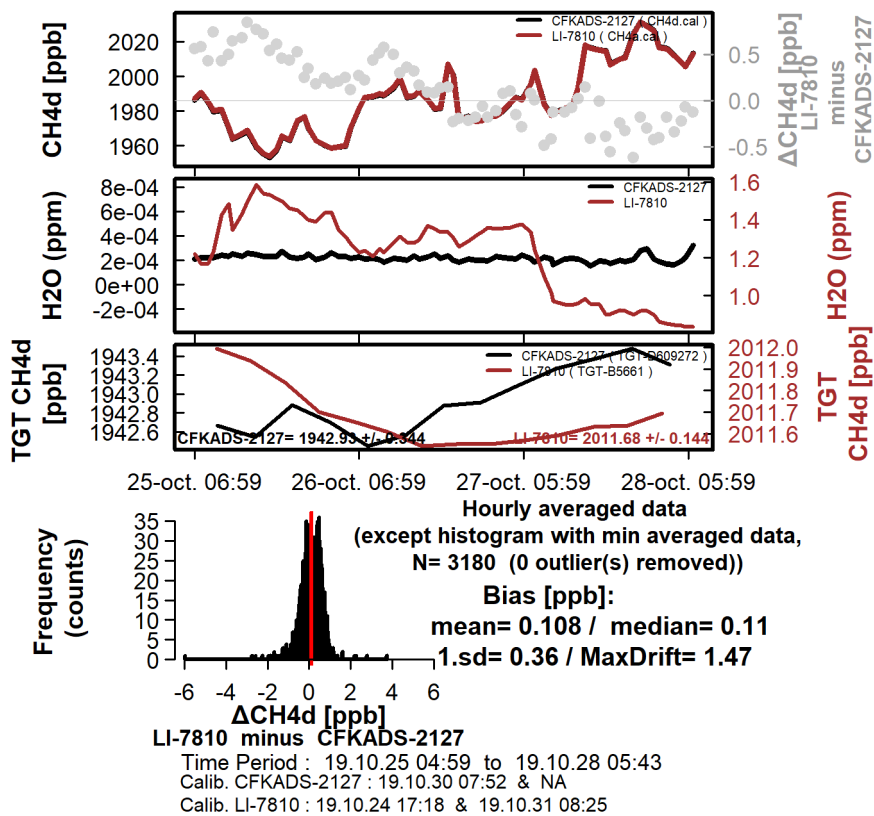 CH4d [ppb]
2020
2000
1980
1960
CFKADS-2127 ( CH4d.cal )
LI-7810 ( CH4a.cal )
0.5
0.0
-0.5
ΔCH4d [ppb]
LI-7810
minus
CFKADS-2127
H2O (ppm)
8e-04
6e-04
4e-04
2e-04
0e+00
-2e-04
CFKADS-2127
LI-7810
1.6
1.4
1.2
1.0
H2O (ppm)
TGT CH4d
[ppb]
1943.4
1943.2
1943.0
1942.8
1942.6
CFKADS-2127 ( TGT-D609272 )
LI-7810 ( TGT-B5661 )
CFKADS-2127= 1942.93 +/- 0.344
LI-7810= 2011.68 +/- 0.144
2012.0
2011.9
2011.8
2011.7
2011.6
TGT
CH4d [ppb]
25-oct. 06:59
26-oct. 06:59
27-oct. 05:59
28-oct. 05:59
Frequency
(counts)
35
30
25
20
15
10
5
0
-6 -4 -2 0 2 4 6
ΔCH4d [ppb]
LI-7810 minus CFKADS-2127
Hourly averaged data
(except histogram with min averaged data,
N= 3180 (0 outlier(s) removed))
Bias [ppb]:
mean= 0.108 / median= 0.11
1.sd= 0.36 / MaxDrift= 1.47
Time Period : 19.10.25 04:59 to 19.10.28 05:43
Calib. CFKADS-2127 : 19.10.30 07:52 & NA
Calib. LI-7810 : 19.10.24 17:18 & 19.10.31 08:25